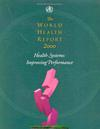 The
WORLD
HEALTH
REPORT
2000
Health Systems:
Improving Performance